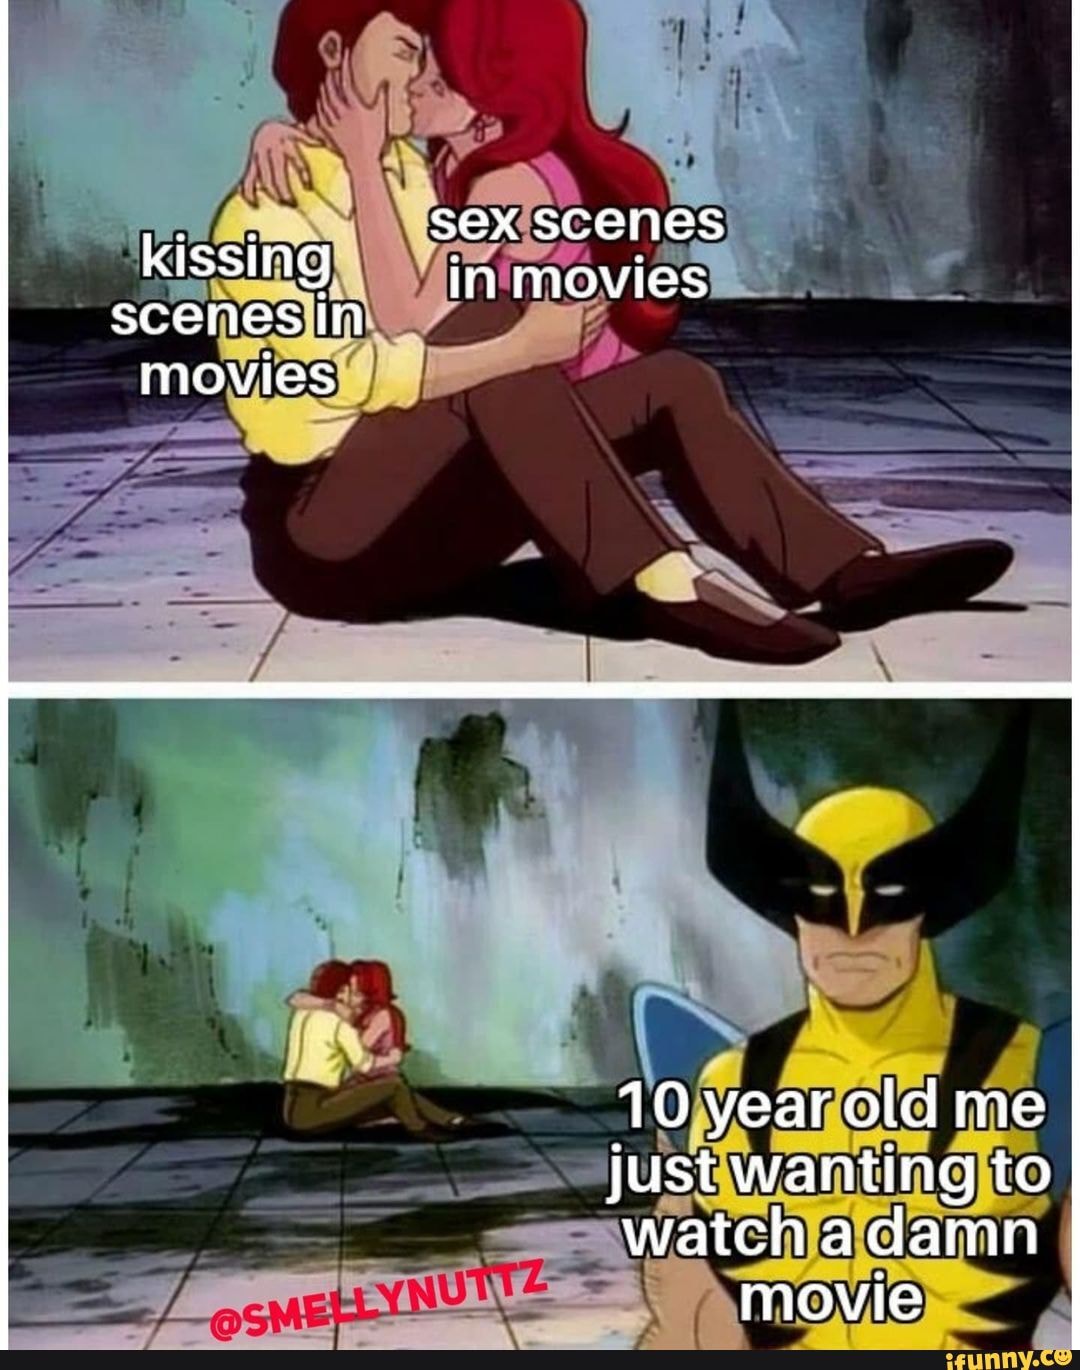 sex scenes
in movies
kissing
scenes in
movies
10 year old me
just wanting to
watch a damn
movie
@SMELLYNUTTZ
ifunny.co